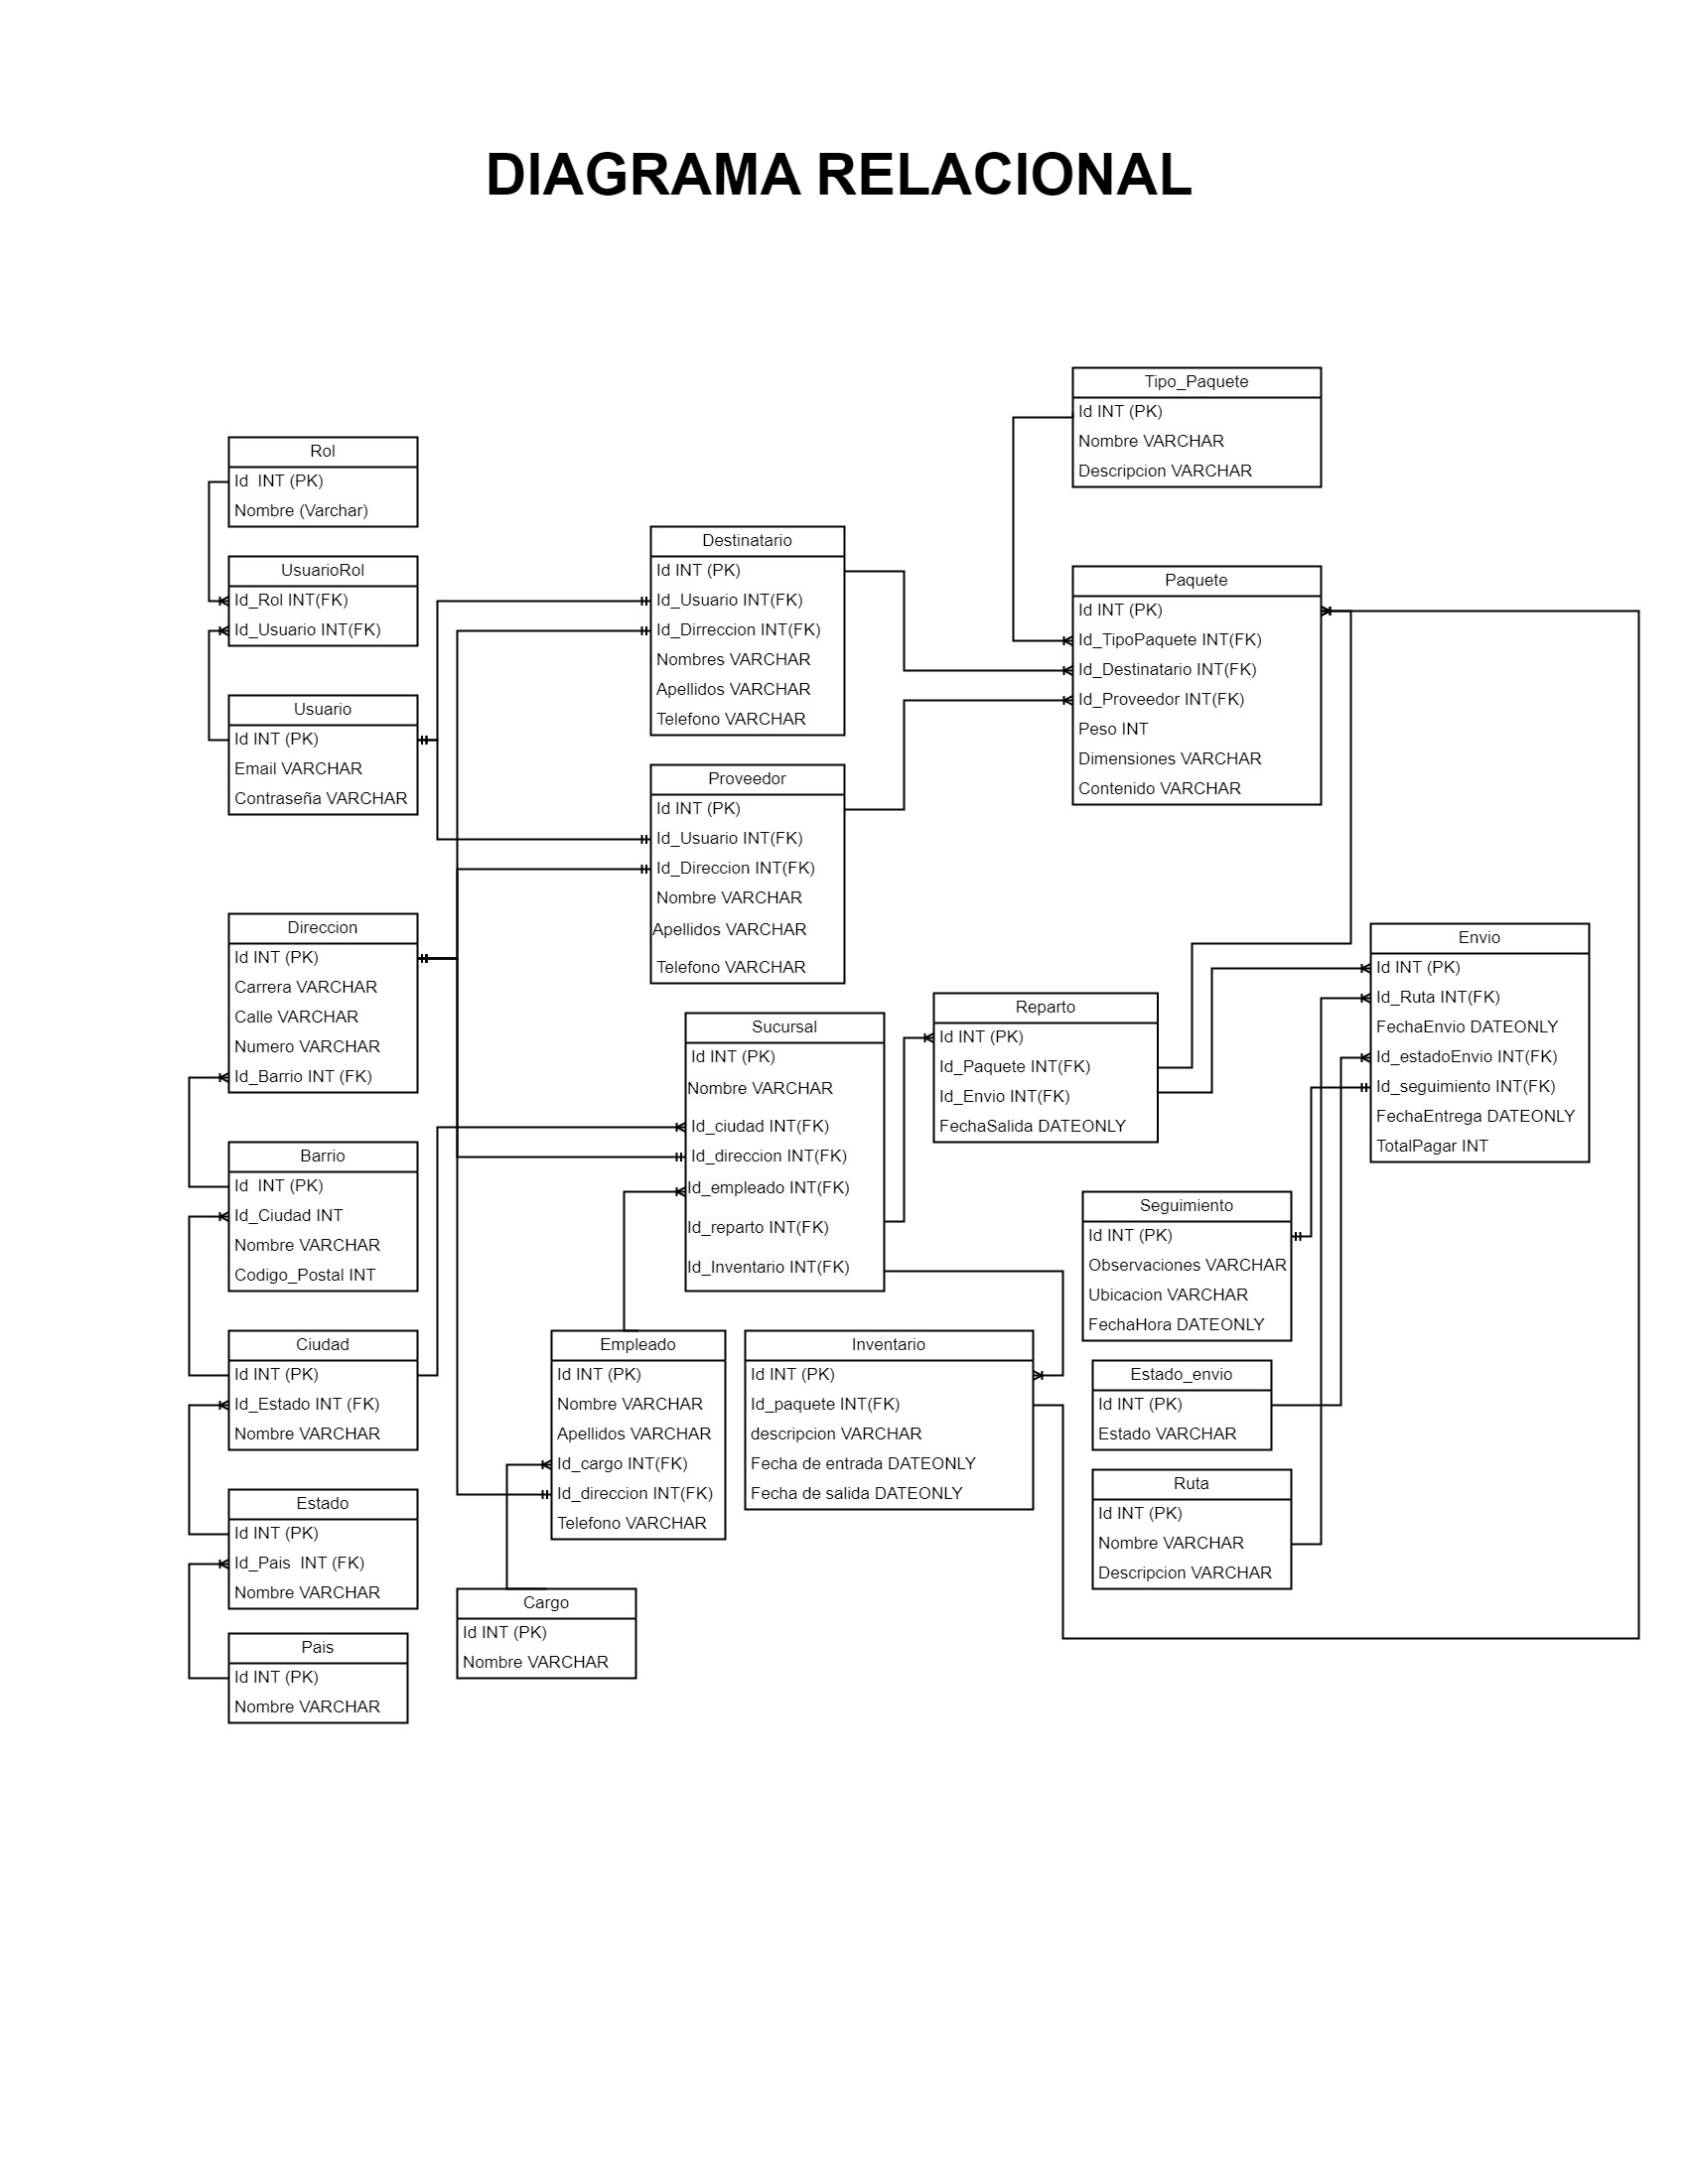 DIAGRAMA RELACIONAL
Rol
Id  INT (PK)
Nombre (Varchar)
UsuarioRol
Id_Rol INT(FK)
Id_Usuario INT(FK)
Usuario
Id INT (PK)
Email VARCHAR
Contraseña VARCHAR
Direccion
Id INT (PK)
Carrera VARCHAR
Calle VARCHAR
Numero VARCHAR
Id_Barrio INT (FK)
Barrio
Id  INT (PK)
Id_Ciudad INT
Nombre VARCHAR
Codigo_Postal INT
Ciudad
Id INT (PK)
Id_Estado INT (FK)
Nombre VARCHAR
Estado
Id INT (PK)
Id_Pais  INT (FK)
Nombre VARCHAR
Pais
Id INT (PK)
Nombre VARCHAR
Destinatario
Id INT (PK)
Id_Usuario INT(FK)
Id_Dirreccion INT(FK)
Nombres VARCHAR
Apellidos VARCHAR
Telefono VARCHAR
Proveedor
Id INT (PK)
Id_Usuario INT(FK)
Id_Direccion INT(FK)
Nombre VARCHAR
Apellidos VARCHAR
Telefono VARCHAR
Sucursal
Id INT (PK)
Nombre VARCHAR
Id_ciudad INT(FK)
Id_direccion INT(FK)
Id_empleado INT(FK)
Id_reparto INT(FK)
Id_Inventario INT(FK)
Empleado
Id INT (PK)
Nombre VARCHAR
Apellidos VARCHAR
Id_cargo INT(FK)
Id_direccion INT(FK)
Telefono VARCHAR
Cargo
Id INT (PK)
Nombre VARCHAR
Inventario
Id INT (PK)
Id_paquete INT(FK)
descripcion VARCHAR
Fecha de entrada DATEONLY
Fecha de salida DATEONLY
Tipo_Paquete
Id INT (PK)
Nombre VARCHAR
Descripcion VARCHAR
Paquete
Id INT (PK)
Id_TipoPaquete INT(FK)
Id_Destinatario INT(FK)
Id_Proveedor INT(FK)
Peso INT
Dimensiones VARCHAR
Contenido VARCHAR
Reparto
Id INT (PK)
Id_Paquete INT(FK)
Id_Envio INT(FK)
FechaSalida DATEONLY
Envio
Id INT (PK)
Id_Ruta INT(FK)
FechaEnvio DATEONLY
Id_estadoEnvio INT(FK)
Id_seguimiento INT(FK)
FechaEntrega DATEONLY
TotalPagar INT
Seguimiento
Id INT (PK)
Observaciones VARCHAR
Ubicacion VARCHAR
FechaHora DATEONLY
Estado_envio
Id INT (PK)
Estado VARCHAR
Ruta
Id INT (PK)
Nombre VARCHAR
Descripcion VARCHAR